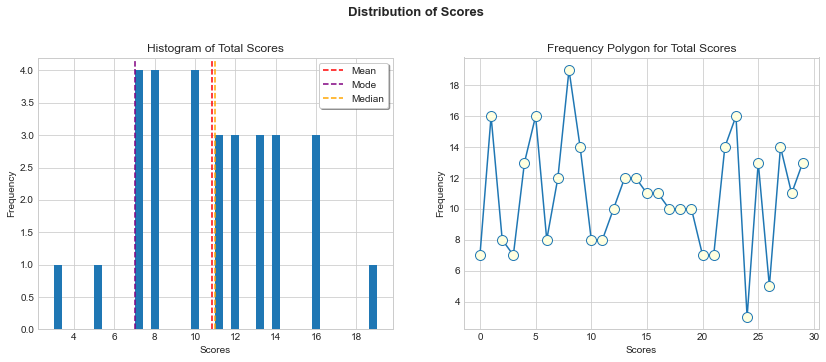 Distribution of Scores
Histogram of Total Scores
Frequency
4.0
3.5
3.0
2.5
2.0
1.5
1.0
0.5
0.0
4 6 8 10 12 14 16 18
Scores
Mean
Mode
Median
Frequency Polygon for Total Scores
Frequency
18
16
14
12
10
8
6
4
0 5 10 15 20 25 30
Scores